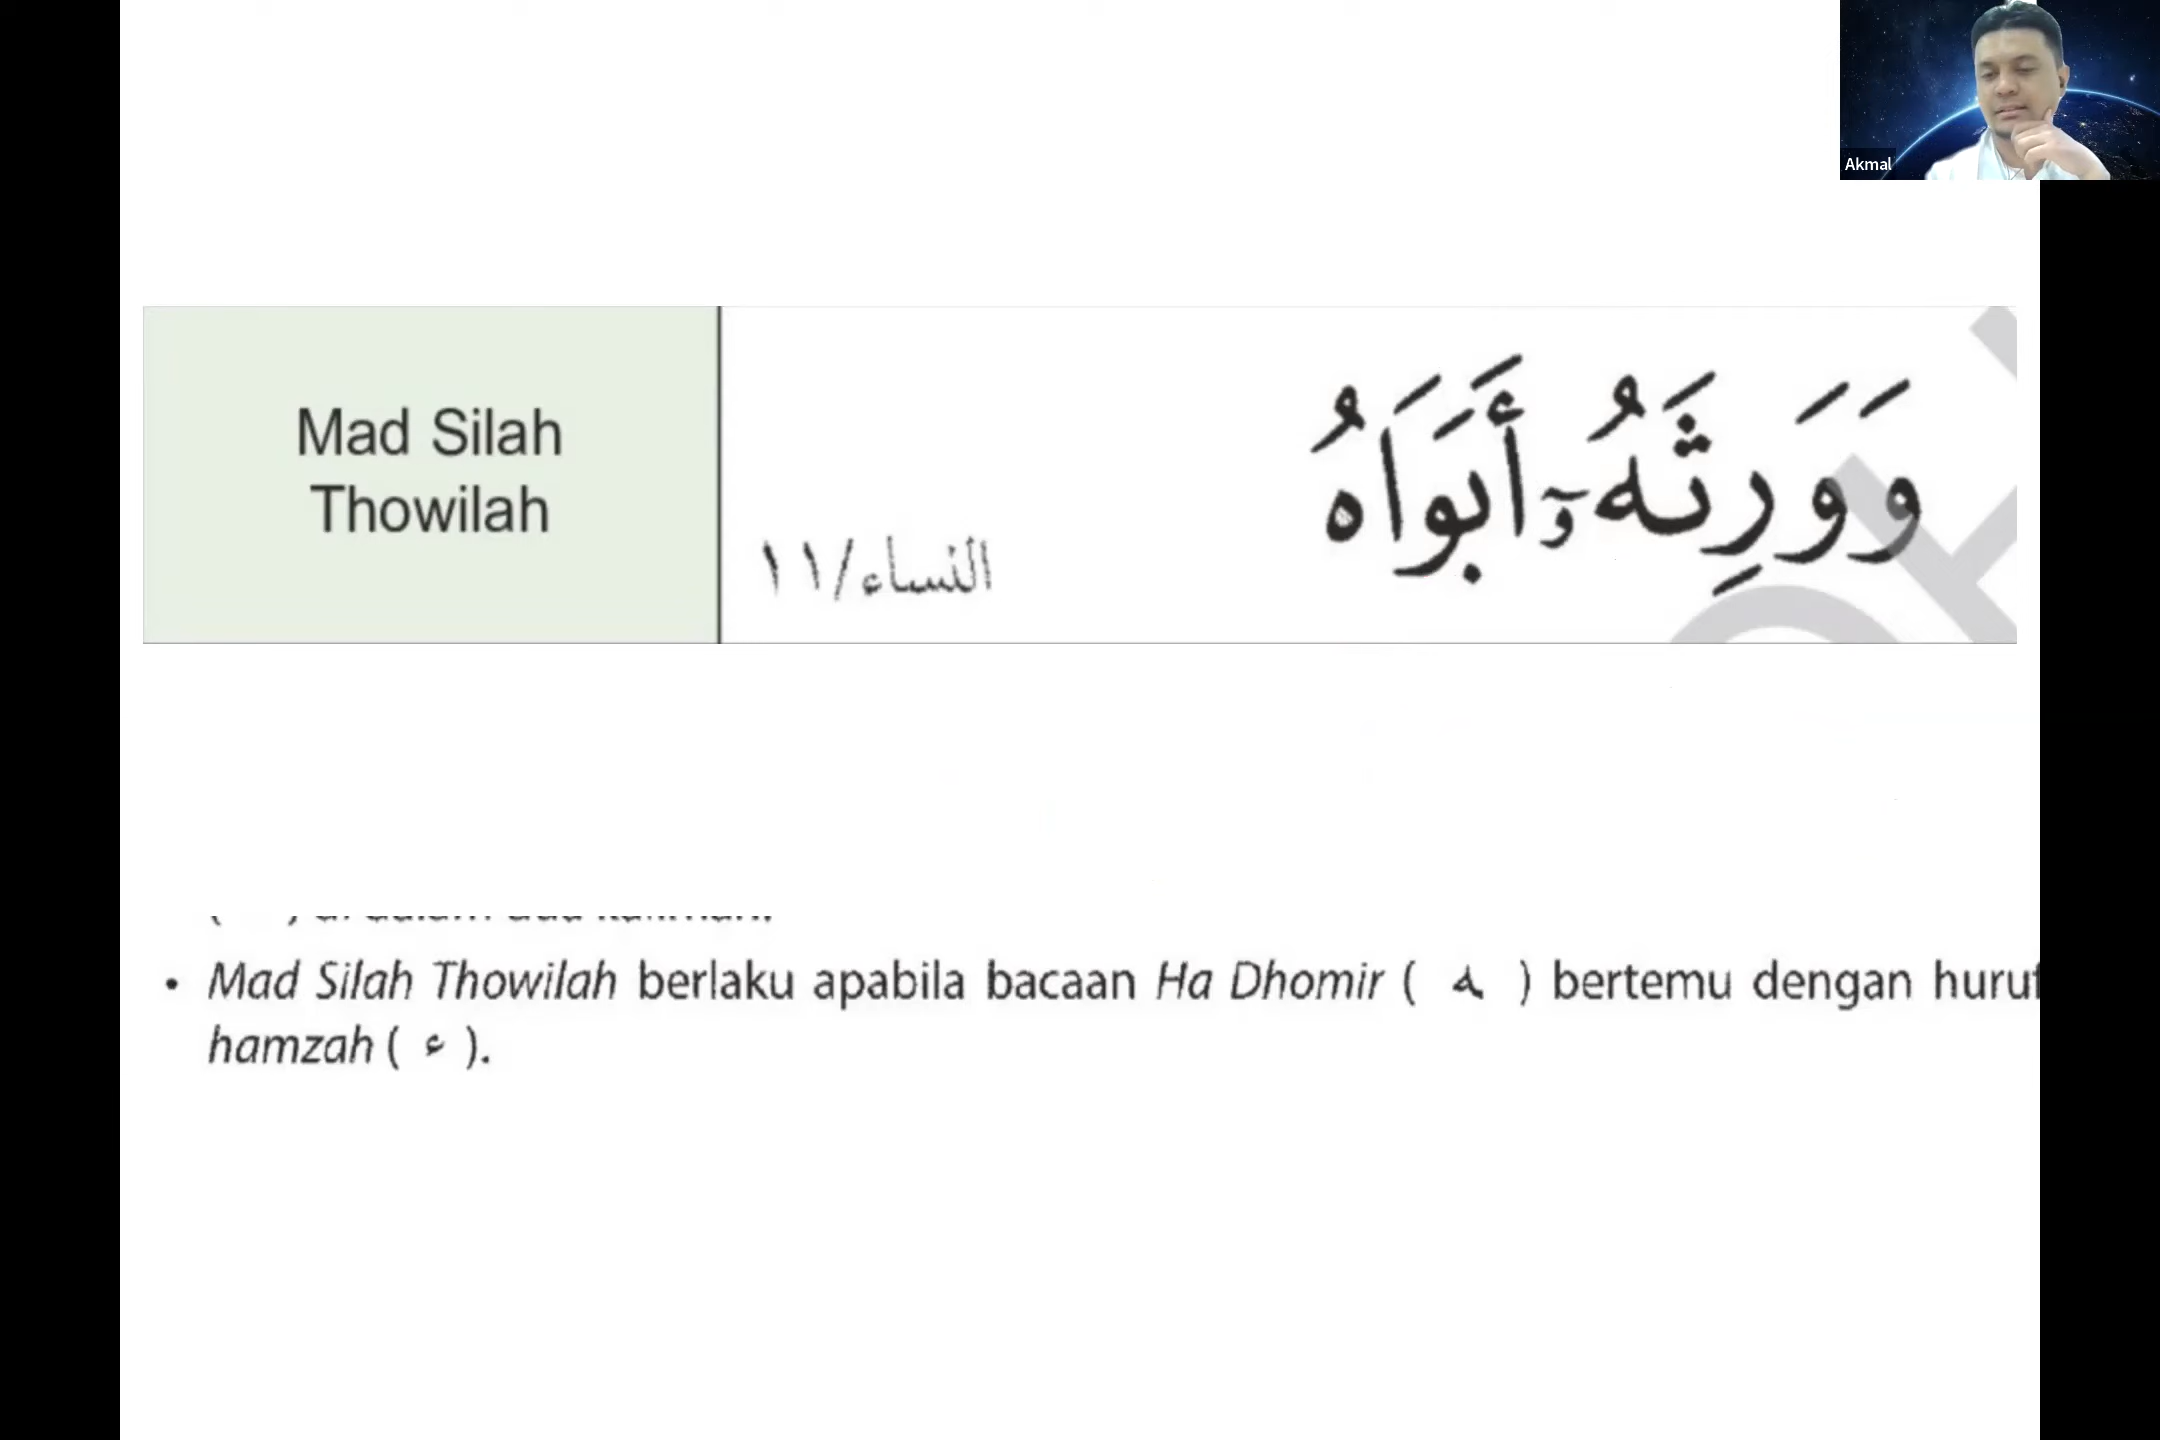 Akmal
Mad Silah
Thowilah
وَوَرِثَهُۥٓ أَبَوَاهُ
النساء/١١
• Mad Silah Thowilah berlaku apabila bacaan Ha Dhomir ( ـه ) bertemu dengan huruf
hamzah ( ء ).